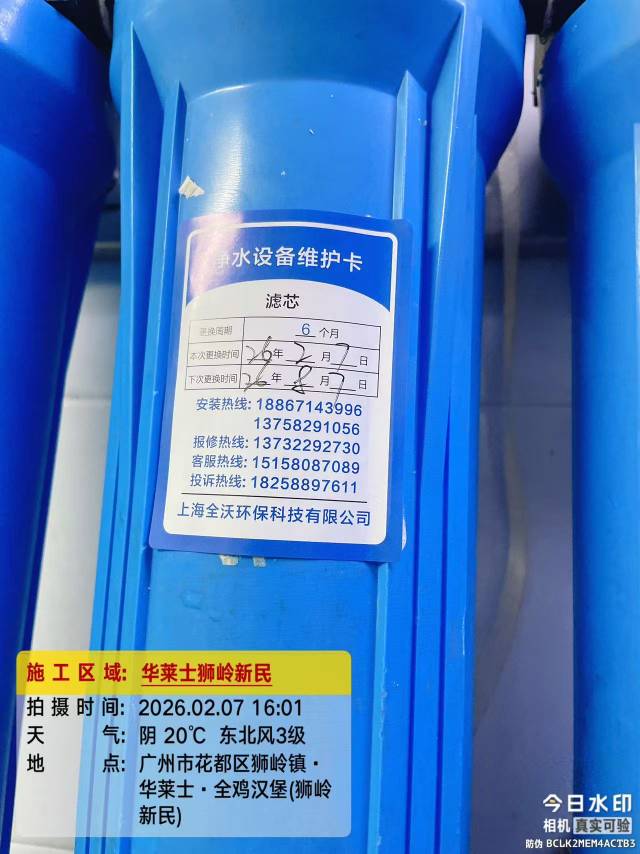 净水设备维护卡
滤芯
更换周期 6 个月
本次更换时间 26 年 2 月 7 日
下次更换时间 26 年 8 月 7 日
安装热线: 18867143996
13758291056
报修热线: 13732292730
客服热线: 15158087089
投诉热线: 18258897611
上海全沃环保科技有限公司
施工区域: 华莱士狮岭新民
拍摄时间: 2026.02.07 16:01
天气: 阴 20℃ 东北风3级
地点: 广州市花都区狮岭镇·
华莱士·全鸡汉堡(狮岭
新民)
今日水印
相机 真实可验
防伪 BCLK2MEM4ACTB3